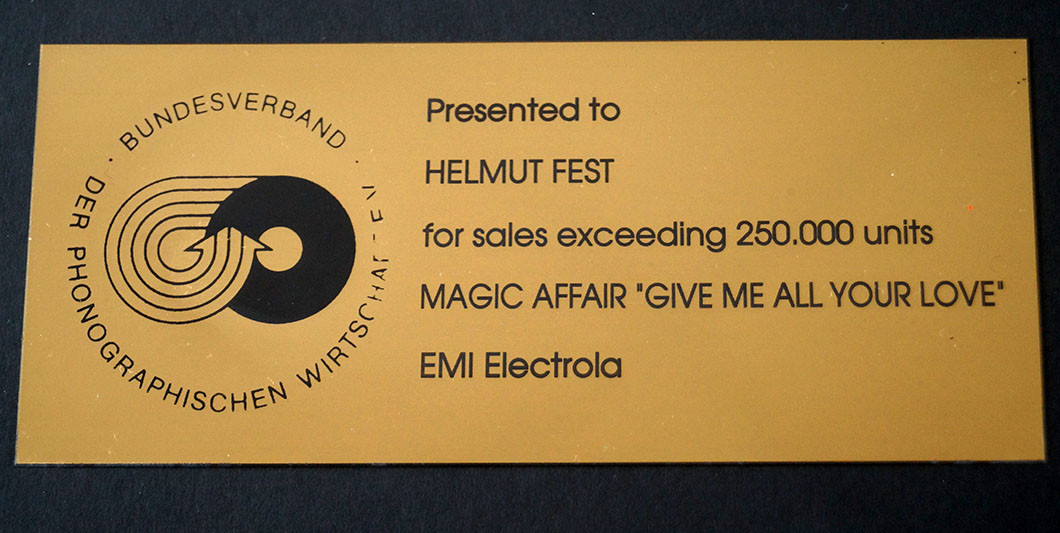 · BUNDESVERBAND ·
DER PHONOGRAPHISCHEN
Presented to
HELMUT FEST
for sales exceeding 250.000 units
MAGIC AFFAIR "GIVE ME ALL YOUR LOVE"
EMI Electrola